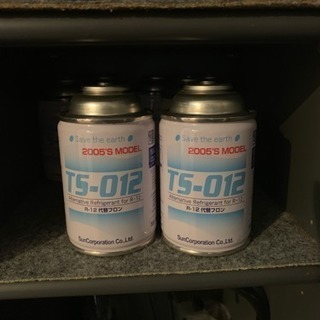 Save the earth
2005'S MODEL
TS-012
Alternative Refrigerant for R-12
R-12 代替フロン
SunCorporation Co.,Ltd.
Save the earth
2005'S MODEL
TS-012
Alternative Refrigerant for R-12
R-12 代替フロン
SunCorporation Co.,Ltd.